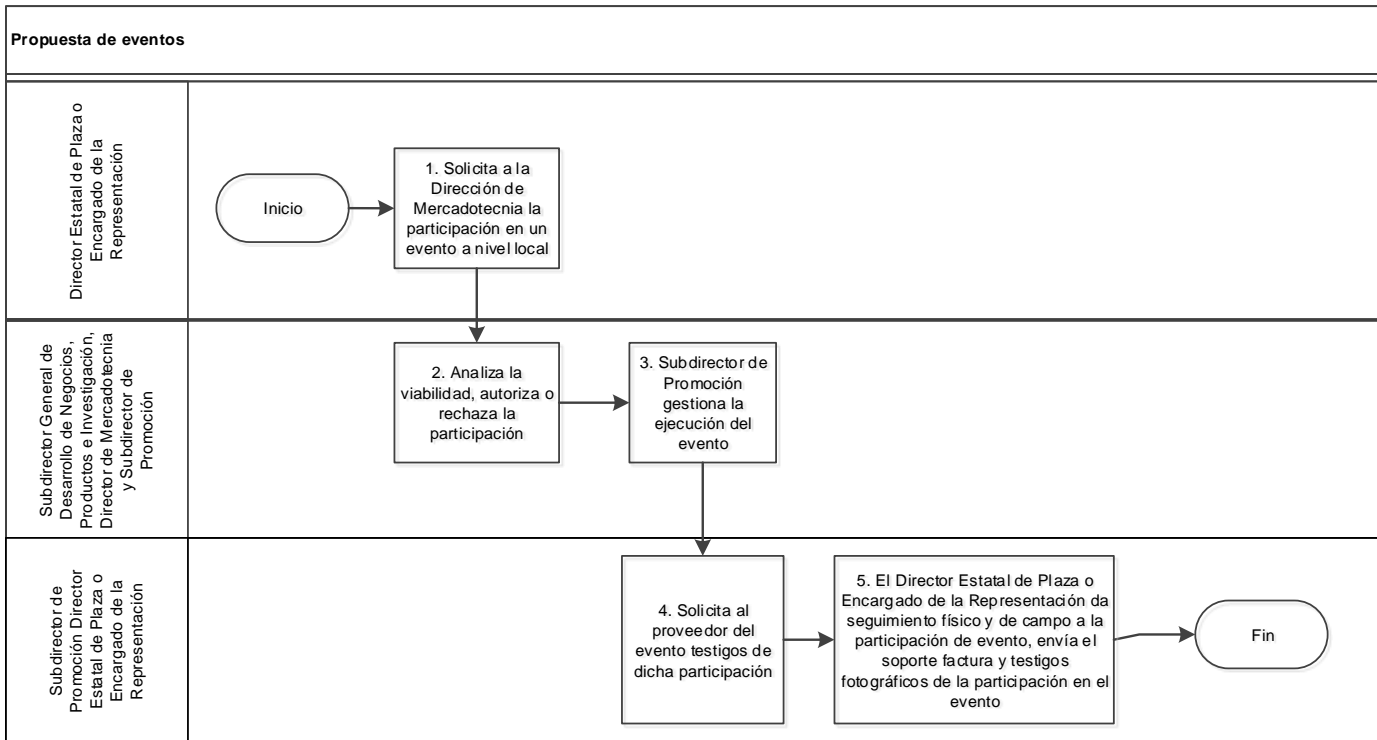 Propuesta de eventos
Director Estatal de Plaza o
Encargado de la
Representación
Inicio
1. Solicita a la
Dirección de
Mercadotecnia la
participación en un
evento a nivel local
Subdirector General de
Desarrollo de Negocios,
Productos e Investigación,
Director de Mercadotecnia
y Subdirector de
Promoción
2. Analiza la
viabilidad, autoriza o
rechaza la
participación
3. Subdirector de
Promoción
gestiona la
ejecución del
evento
Subdirector de
Promoción Director
Estatal de Plaza o
Encargado de la
Representación
4. Solicita al
proveedor del
evento testigos de
dicha participación
5. El Director Estatal de Plaza o
Encargado de la Representación da
seguimiento físico y de campo a la
participación de evento, envía el
soporte factura y testigos
fotográficos de la participación en el
evento
Fin